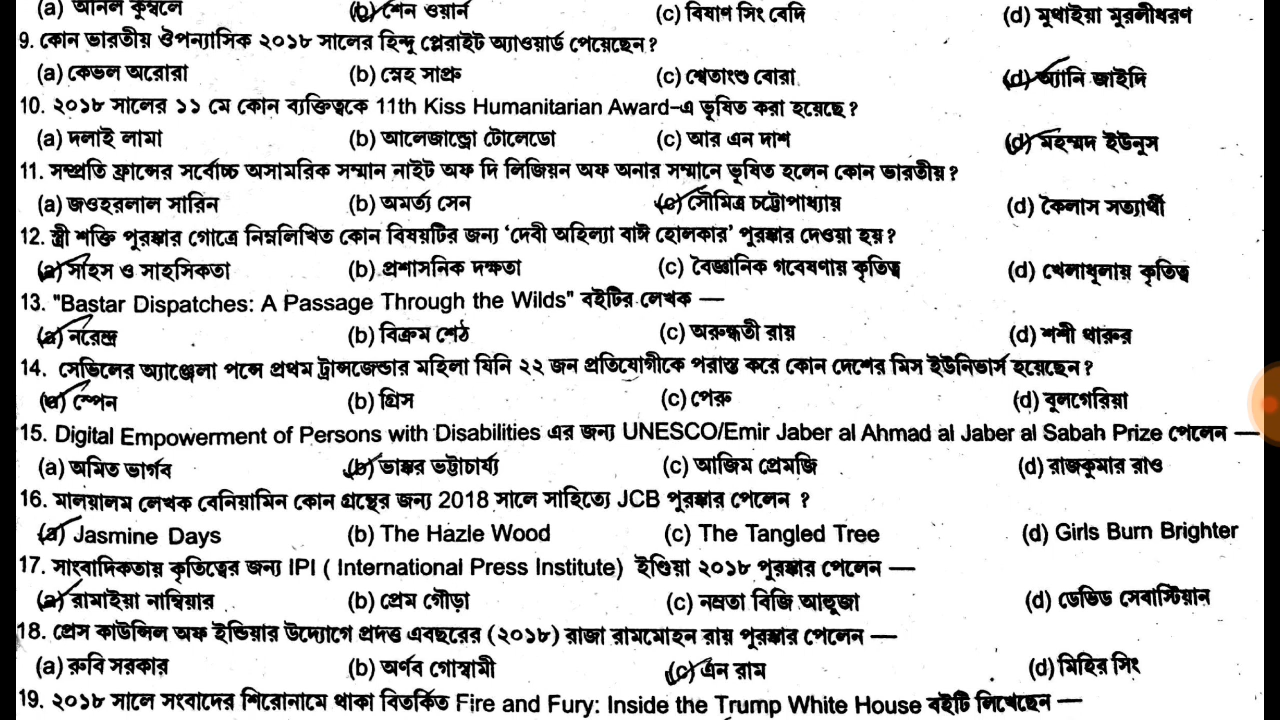 (a) অনিল কুম্বলে (b) শেন ওয়ার্ন (c) বিষাণ সিং বেদি (d) মুথাইয়া মুরলীধরণ
9. কোন ভারতীয় ঔপন্যাসিক ২০১৮ সালের হিন্দু প্লেরাইট অ্যাওয়ার্ড পেয়েছেন?
(a) কেভল অরোরা (b) স্নেহ সাপ্রু (c) শ্বেতাংশু বোরা (d) অ্যানি জাইদি
10. ২০১৮ সালের ১১ মে কোন ব্যক্তিত্বকে 11th Kiss Humanitarian Award-এ ভূষিত করা হয়েছে?
(a) দলাই লামা (b) আলেজান্ড্রো টোলেডো (c) আর এন দাশ (d) মহম্মদ ইউনূস
11. সম্প্রতি ফ্রান্সের সর্বোচ্চ অসামরিক সম্মান নাইট অফ দি লিজিয়ন অফ অনার সম্মানে ভূষিত হলেন কোন ভারতীয়?
(a) জওহরলাল সারিন (b) অমর্ত্য সেন (c) সৌমিত্র চট্টোপাধ্যায় (d) কৈলাস সত্যার্থী
12. স্ত্রী শক্তি পুরস্কার গোত্রে নিম্নলিখিত কোন বিষয়টির জন্য ‘দেবী অহিল্যা বাঈ হোলকার’ পুরস্কার দেওয়া হয়?
(a) সাহস ও সাহসিকতা (b) প্রশাসনিক দক্ষতা (c) বৈজ্ঞানিক গবেষণায় কৃতিত্ব (d) খেলাধূলায় কৃতিত্ব
13. "Bastar Dispatches: A Passage Through the Wilds" বইটির লেখক —
(a) নরেন্দ্র (b) বিক্রম শেঠ (c) অরুন্ধতী রায় (d) শশী থারুর
14. সেভিলের অ্যাঞ্জেলা পন্সে প্রথম ট্রান্সজেন্ডার মহিলা যিনি ২২ জন প্রতিযোগীকে পরাস্ত করে কোন দেশের মিস ইউনিভার্স হয়েছেন?
(a) স্পেন (b) গ্রিস (c) পেরু (d) বুলগেরিয়া
15. Digital Empowerment of Persons with Disabilities এর জন্য UNESCO/Emir Jaber al Ahmad al Jaber al Sabah Prize পেলেন —
(a) অমিত ভার্গব (b) ভাস্কর ভট্টাচার্য্য (c) আজিম প্রেমজি (d) রাজকুমার রাও
16. মালয়ালম লেখক বেনিয়ামিন কোন গ্রন্থের জন্য 2018 সালে সাহিত্যে JCB পুরস্কার পেলেন ?
(a) Jasmine Days (b) The Hazle Wood (c) The Tangled Tree (d) Girls Burn Brighter
17. সাংবাদিকতায় কৃতিত্বের জন্য IPI ( International Press Institute) ইণ্ডিয়া ২০১৮ পুরস্কার পেলেন —
(a) রামাইয়া নাম্বিয়ার (b) প্রেম গৌড়া (c) নম্রতা বিজি আহুজা (d) ডেভিড সেবাস্টিয়ান
18. প্রেস কাউন্সিল অফ ইন্ডিয়ার উদ্যোগে প্রদত্ত এবছরের (২০১৮) রাজা রামমোহন রায় পুরস্কার পেলেন —
(a) রুবি সরকার (b) অর্ণব গোস্বামী (c) এন রাম (d) মিহির সিং
19. ২০১৮ সালে সংবাদের শিরোনামে থাকা বিতর্কিত Fire and Fury: Inside the Trump White House বইটি লিখেছেন —